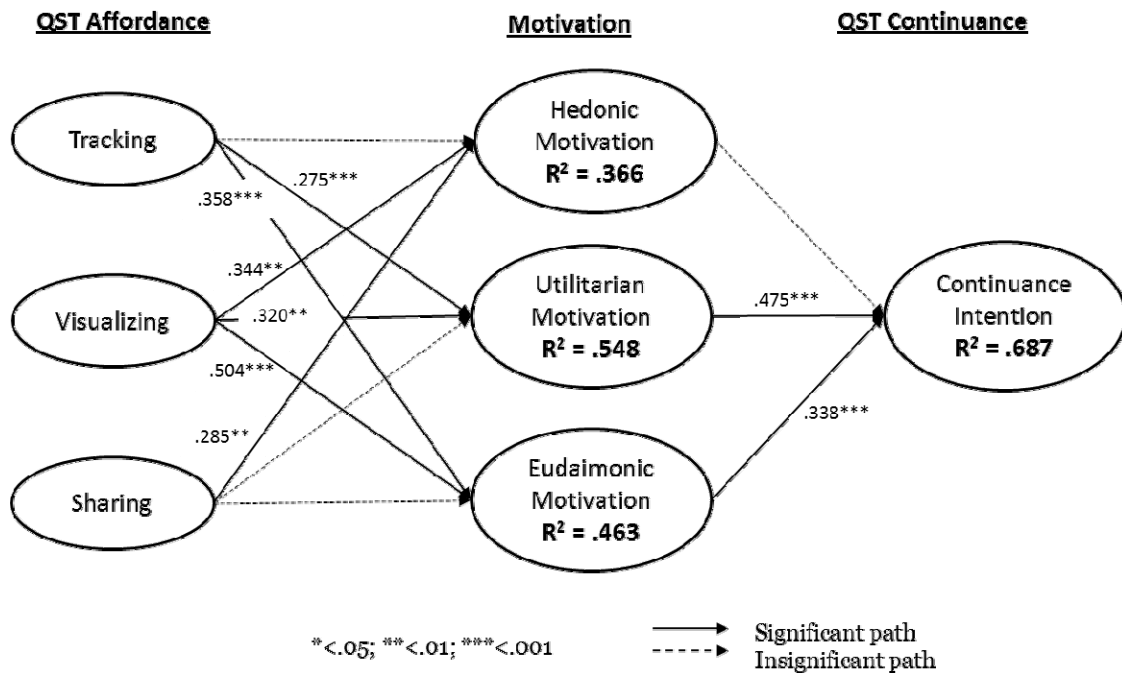 QST Affordance
Motivation
QST Continuance
Tracking
Visualizing
Sharing
.275***
.358***
.344**
.320**
.504***
.285**
Hedonic
Motivation
R² = .366
Utilitarian
Motivation
R² = .548
Eudaimonic
Motivation
R² = .463
.475***
.338***
Continuance
Intention
R² = .687
*<.05; **<.01; ***<.001
Significant path
Insignificant path